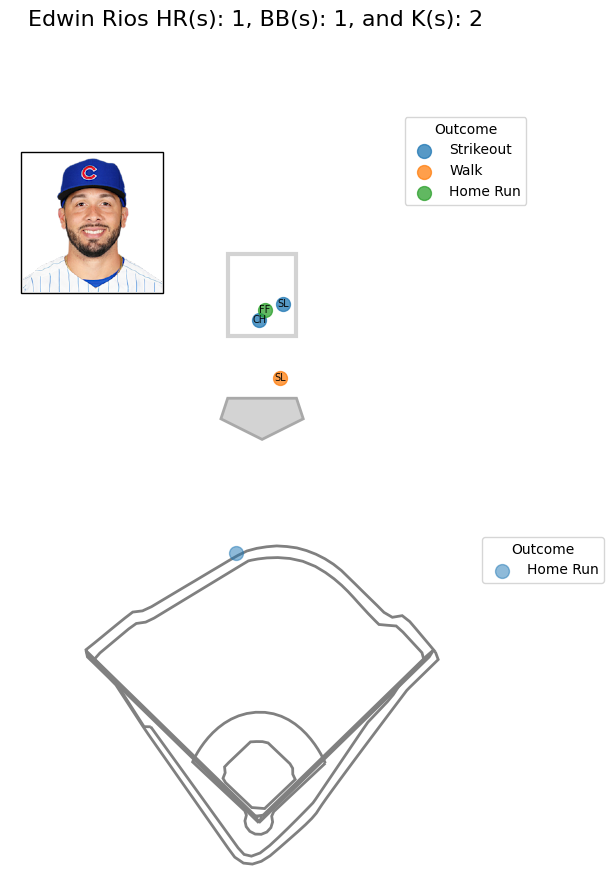 Edwin Rios HR(s): 1, BB(s): 1, and K(s): 2
Outcome
Strikeout
Walk
Home Run
C
SL
FF
CH
SL
Outcome
Home Run